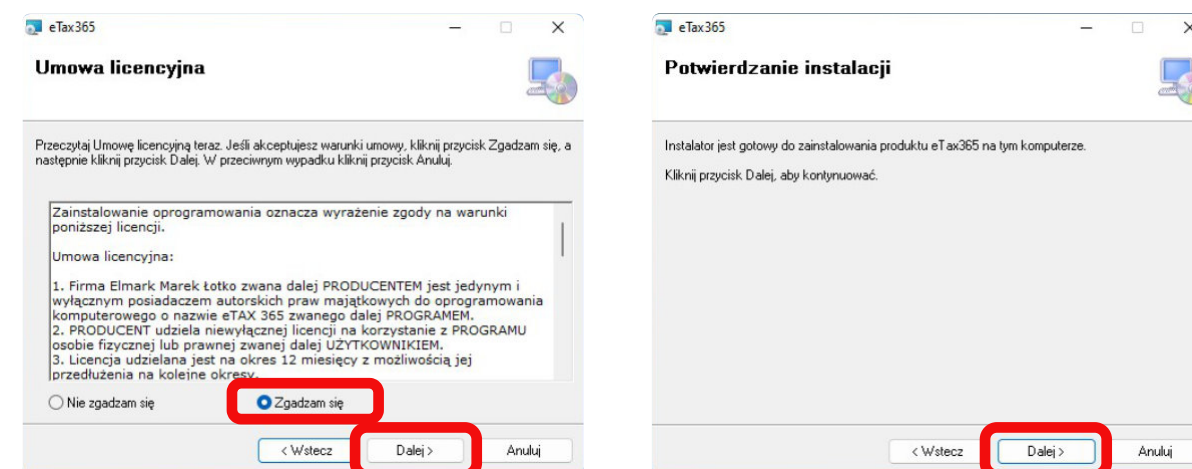 eTax365
Umowa licencyjna
Przeczytaj Umowę licencyjną teraz. Jeśli akceptujesz warunki umowy, kliknij przycisk Zgadzam się, a
następnie kliknij przycisk Dalej. W przeciwnym wypadku kliknij przycisk Anuluj.
Zainstalowanie oprogramowania oznacza wyrażenie zgody na warunki
poniższej licencji.
Umowa licencyjna:
1. Firma Elmark Marek Łotko zwana dalej PRODUCENTEM jest jedynym i
wyłącznym posiadaczem autorskich praw majątkowych do oprogramowania
komputerowego o nazwie eTAX 365 zwanego dalej PROGRAMEM.
2. PRODUCENT udziela niewyłącznej licencji na korzystanie z PROGRAMU
osobie fizycznej lub prawnej zwanej dalej UŻYTKOWNIKIEM.
3. Licencja udzielana jest na okres 12 miesięcy z możliwością jej
przedłużenia na kolejne okresy.
Nie zgadzam się Zgadzam się
< Wstecz Dalej > Anuluj
eTax365
Potwierdzanie instalacji
Instalator jest gotowy do zainstalowania produktu eTax365 na tym komputerze.
Kliknij przycisk Dalej, aby kontynuować.
< Wstecz Dalej > Anuluj